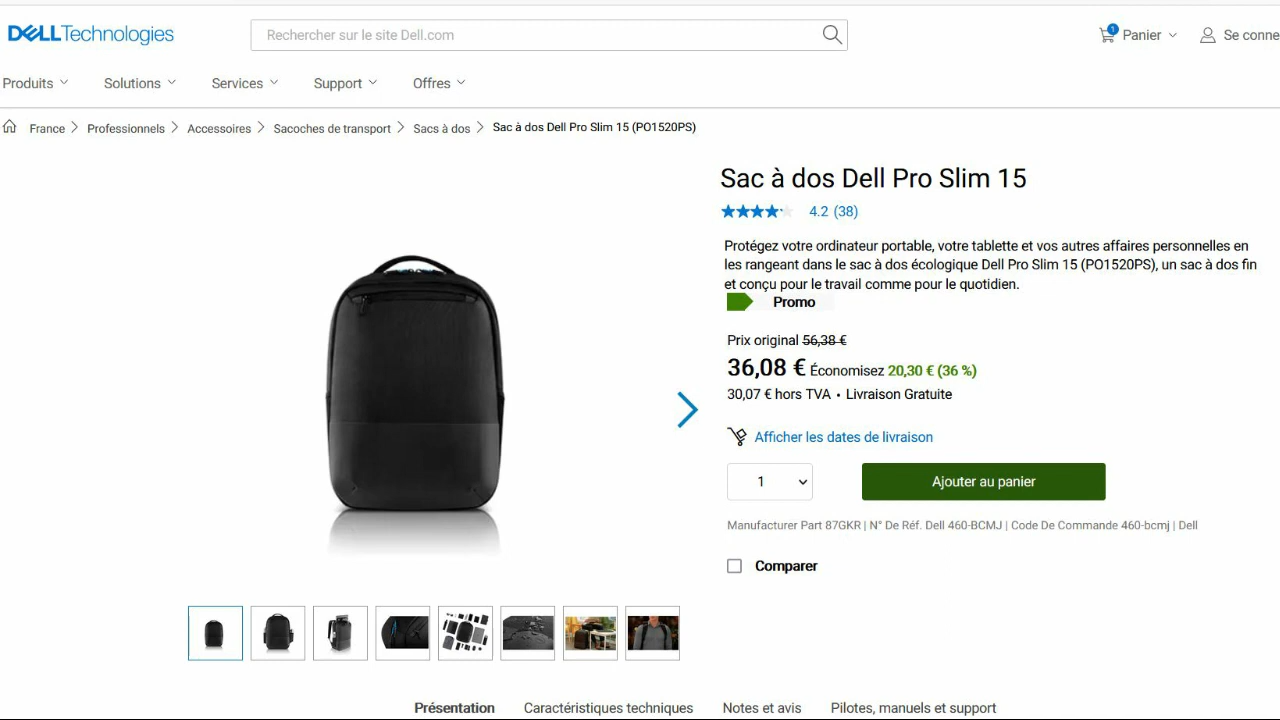 DELLTechnologies
Rechercher sur le site Dell.com
1
Panier
Se conne
Produits
Solutions
Services
Support
Offres
France > Professionnels > Accessoires > Sacoches de transport > Sacs à dos > Sac à dos Dell Pro Slim 15 (PO1520PS)
Sac à dos Dell Pro Slim 15
4.2 (38)
Protégez votre ordinateur portable, votre tablette et vos autres affaires personnelles en
les rangeant dans le sac à dos écologique Dell Pro Slim 15 (PO1520PS), un sac à dos fin
et conçu pour le travail comme pour le quotidien.
Promo
Prix original 56,38 €
36,08 € Économisez 20,30 € (36 %)
30,07 € hors TVA • Livraison Gratuite
Afficher les dates de livraison
1
Ajouter au panier
Manufacturer Part 87GKR | N° De Réf. Dell 460-BCMJ | Code De Commande 460-bcmj | Dell
Comparer
Présentation
Caractéristiques techniques
Notes et avis
Pilotes, manuels et support